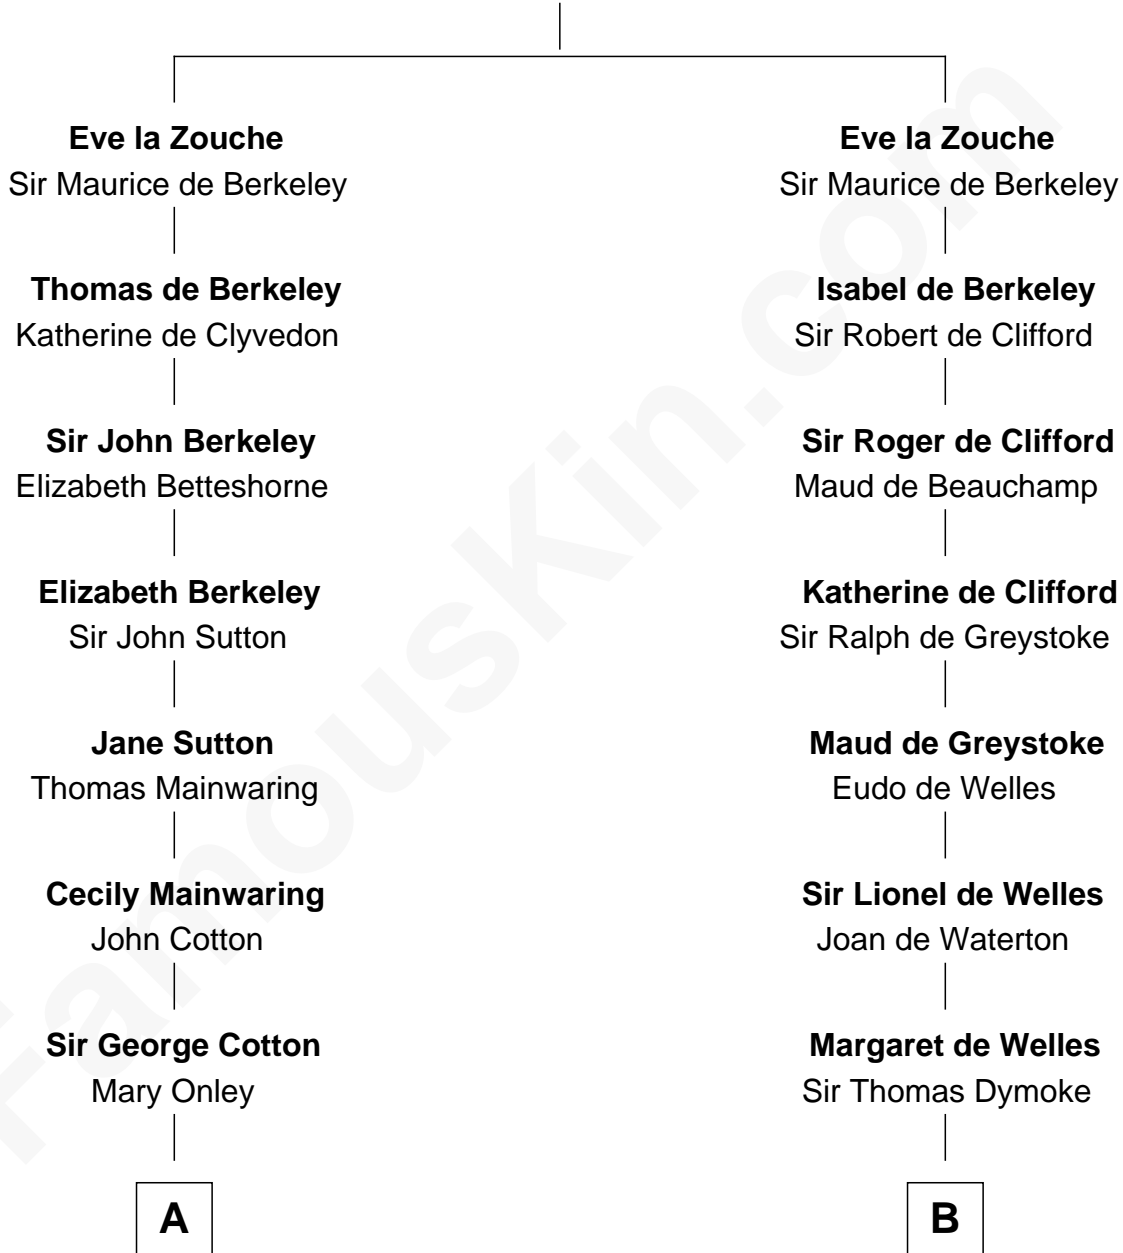 Eve la Zouche
Sir Maurice de Berkeley
Thomas de Berkeley
Katherine de Clyvedon
Sir John Berkeley
Elizabeth Betteshorne
Elizabeth Berkeley
Sir John Sutton
Jane Sutton
Thomas Mainwaring
Cecily Mainwaring
John Cotton
Sir George Cotton
Mary Onley
A
Eve la Zouche
Sir Maurice de Berkeley
Isabel de Berkeley
Sir Robert de Clifford
Sir Roger de Clifford
Maud de Beauchamp
Katherine de Clifford
Sir Ralph de Greystoke
Maud de Greystoke
Eudo de Welles
Sir Lionel de Welles
Joan de Waterton
Margaret de Welles
Sir Thomas Dymoke
B
FamousKin.com